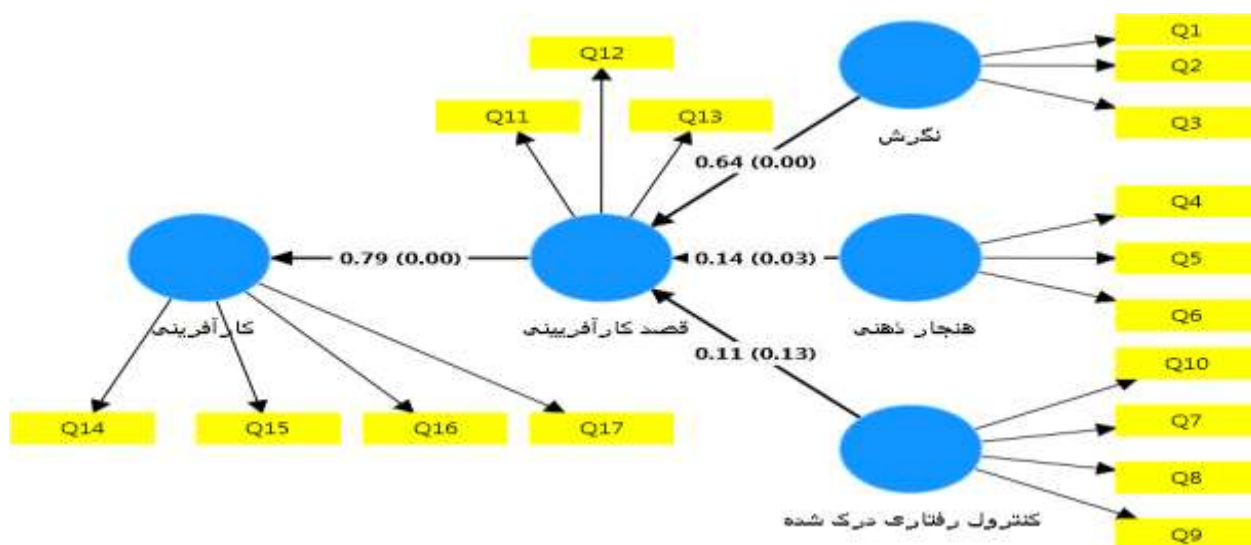 Q1
Q12
Q2
Q11
Q13
Q3
نگرش
0.64 (0.00)
Q4
0.79 (0.00)
0.14 (0.03)
Q5
Q6
کارآفرینی
قصد کارآفریینی
هنجار ذهنی
0.11 (0.13)
Q10
Q14
Q15
Q16
Q17
Q7
Q8
کنترول رفتاری درک شده
Q9